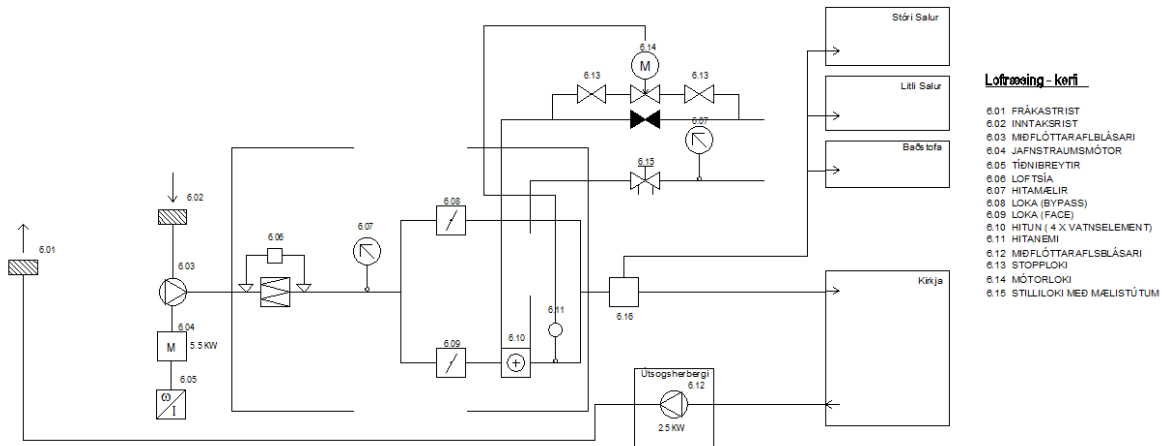 Stóri Salur
6.14
M
6.13
6.13
Litli Salur
6.07
Baðstofa
6.15
6.02
6.01
6.06
6.07
6.08
6.03
6.11
Kirkja
6.04
M
5.5 KW
6.09
6.10
6.16
6.05
ω
I
Útsogsherbergi
6.12
2.5 KW
Loftræsing - kerfi
6.01 FRÁKASTRIST
6.02 INNTAKSRIST
6.03 MIÐFLÓTTARAFLBLÁSARI
6.04 JAFNSTRAUMSMÓTOR
6.05 TÍÐNIBREYTIR
6.06 LOFTSÍA
6.07 HITAMÆLIR
6.08 LOKA (BYPASS)
6.09 LOKA (FACE)
6.10 HITUN ( 4 X VATNSELEMENT)
6.11 HITANEMI
6.12 MIÐFLÓTTARAFLSBLÁSARI
6.13 STOPPLOKI
6.14 MÓTORLOKI
6.15 STILLILOKI MEÐ MÆLISTÚTUM